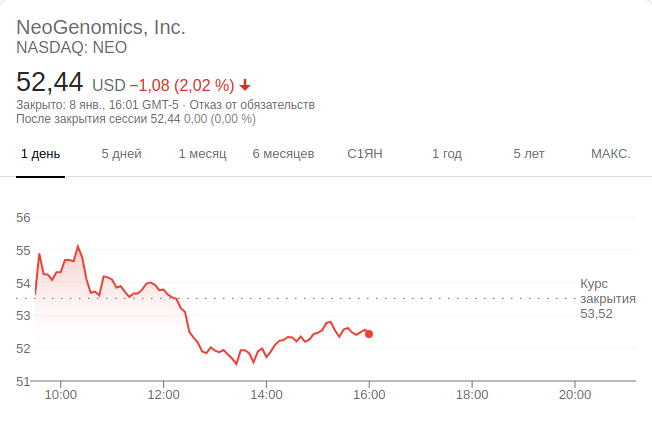 NeoGenomics, Inc.
NASDAQ: NEO
52,44 USD −1,08 (2,02 %)
Закрыто: 8 янв., 16:01 GMT-5 · Отказ от обязательств
После закрытия сессии 52,44 0,00 (0,00 %)
1 день 5 дней 1 месяц 6 месяцев С1ЯН 1 год 5 лет МАКС.
56
55
54
53
52
51
Курс
закрытия
53,52
10:00 12:00 14:00 16:00 18:00 20:00